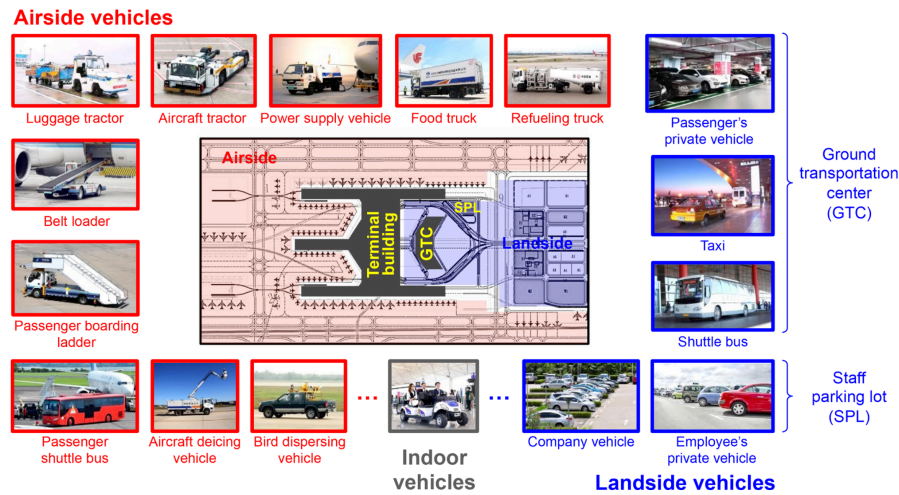 Airside vehicles
Luggage tractor
Aircraft tractor
Power supply vehicle
Food truck
Refueling truck
Passenger's
private vehicle
Belt loader
Airside
Terminal
building
GTC
SPL
Landside
Ground
transportation
center
(GTC)
Taxi
Passenger boarding
ladder
Shuttle bus
Passenger
shuttle bus
Aircraft deicing
vehicle
Bird dispersing
vehicle
...
Indoor
vehicles
...
Company vehicle
Employee's
private vehicle
Staff
parking lot
(SPL)
Landside vehicles